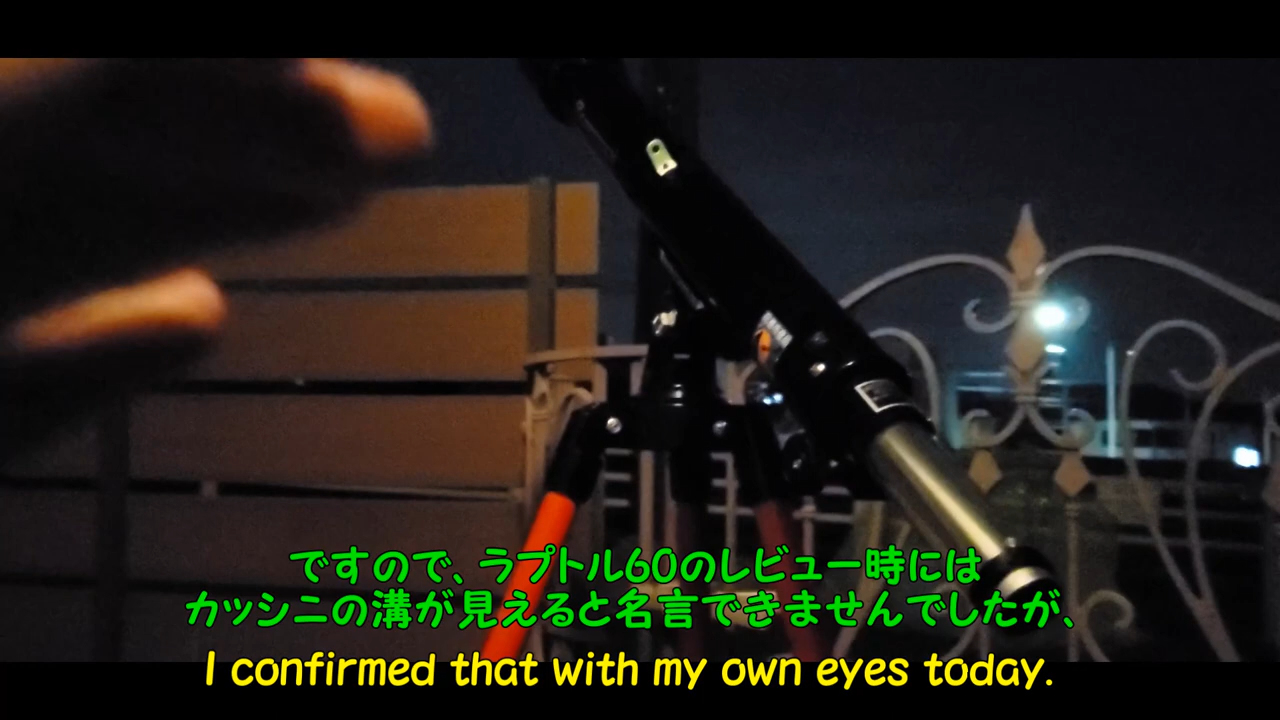 ですので、ラプトル60のレビュー時には
カッシニの溝が見えると名言できませんでしたが、
I confirmed that with my own eyes today.